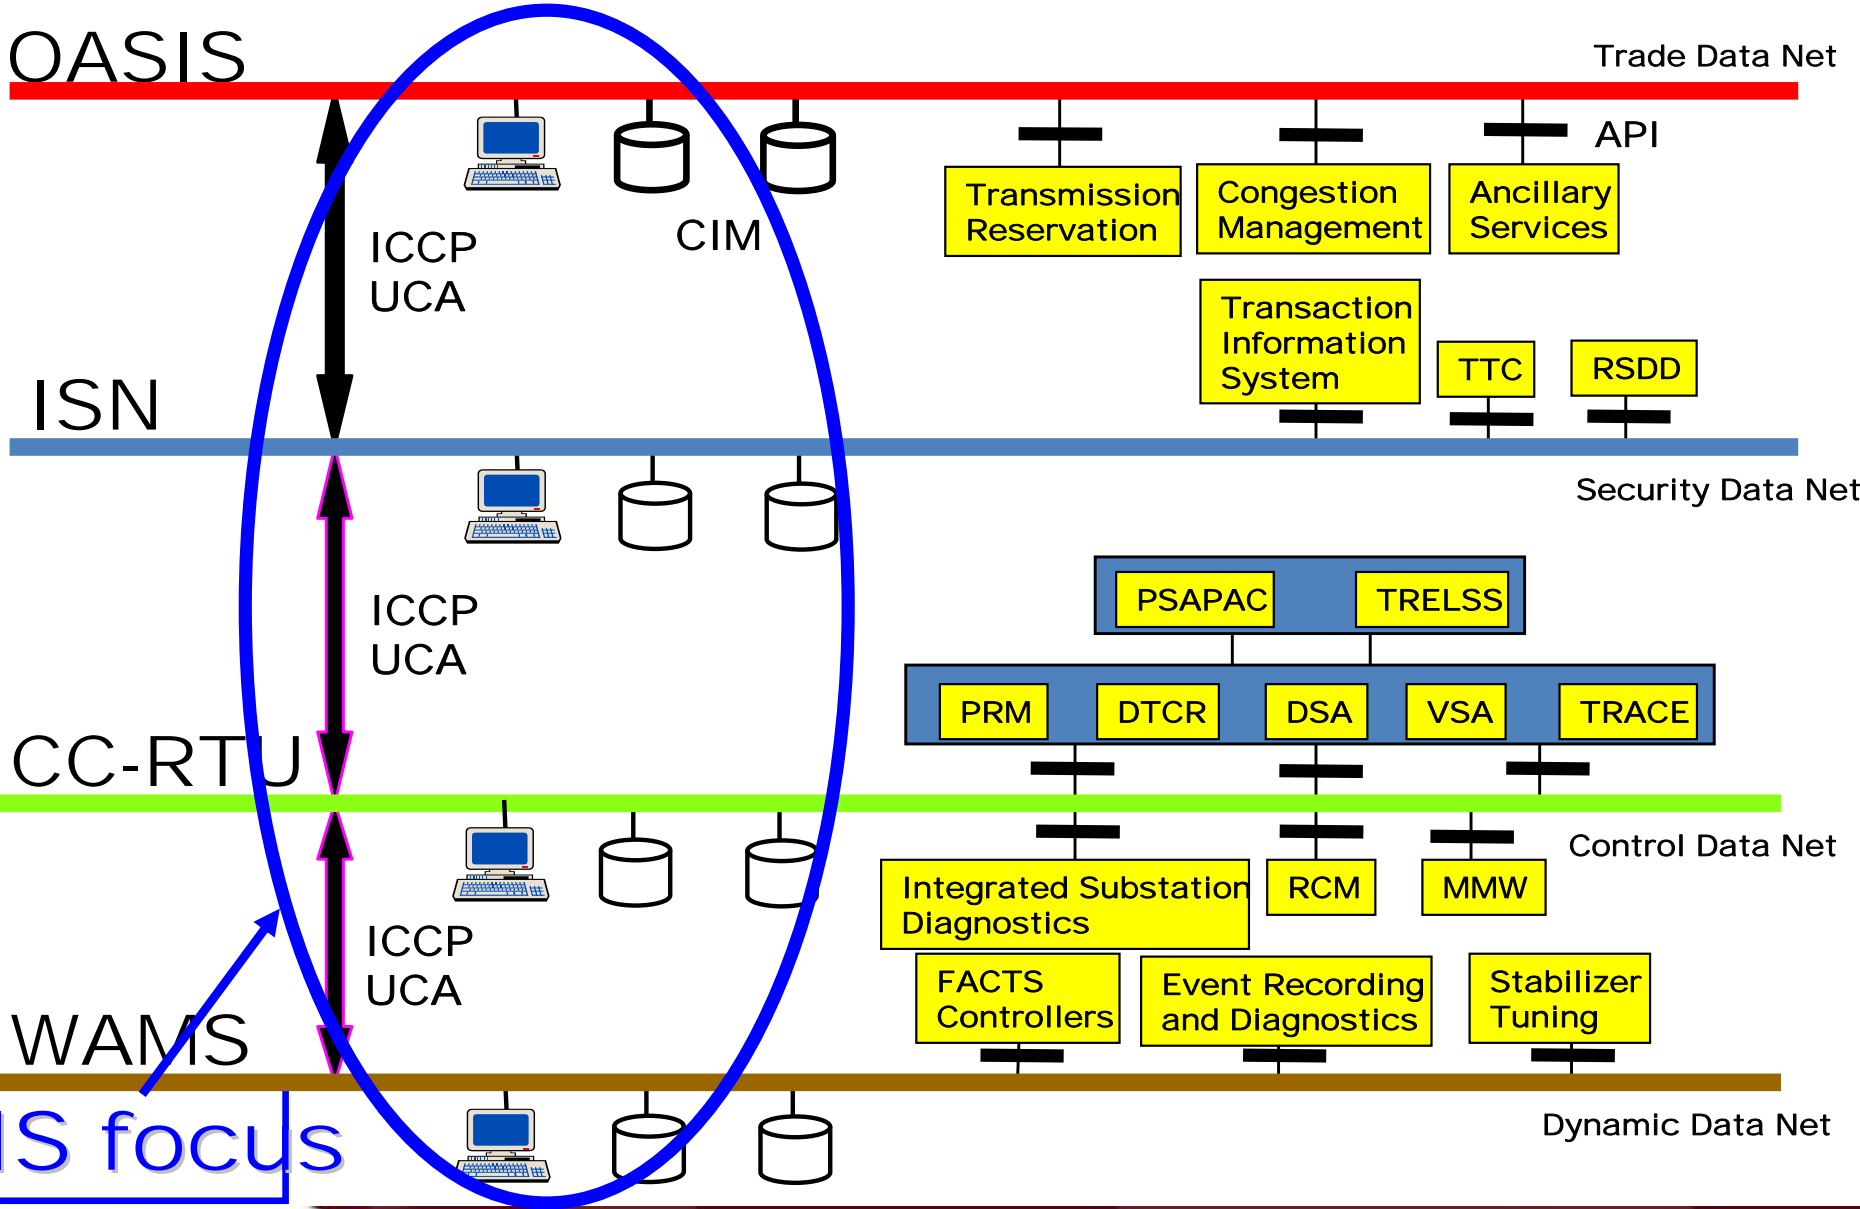 OASIS
Trade Data Net
API
Transmission
Reservation
Congestion
Management
Ancillary
Services
ICCP
UCA
CIM
Transaction
Information
System
TTC
RSDD
ISN
Security Data Net
ICCP
UCA
PSAPAC
TRELSS
PRM
DTCR
DSA
VSA
TRACE
CC-RTU
Control Data Net
Integrated Substation
Diagnostics
RCM
MMW
ICCP
UCA
FACTS
Controllers
Event Recording
and Diagnostics
Stabilizer
Tuning
WAMS
Dynamic Data Net
IS focus